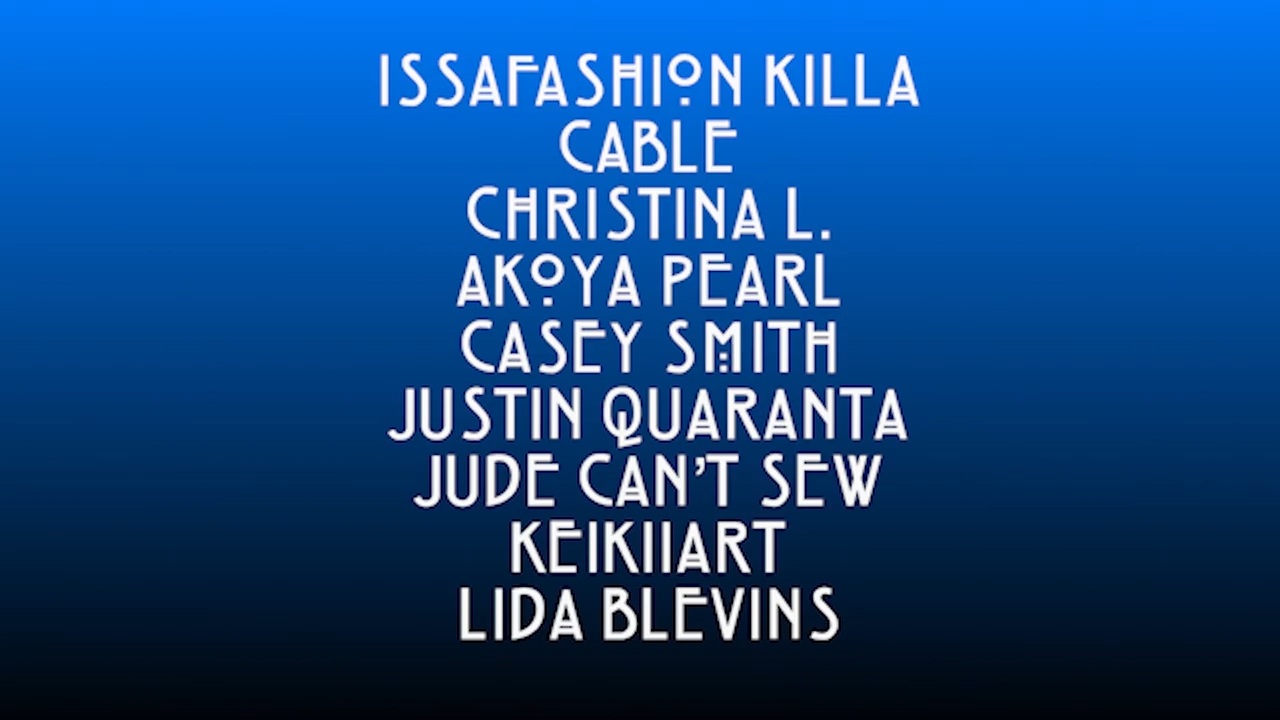 ISSAFASHION KILLA
CABLE
CHRISTINA L.
AKOYA PEARL
CASEY SMITH
JUSTIN QUARANTA
JUDE CAN'T SEW
KEIKIIART
LIDA BLEVINS